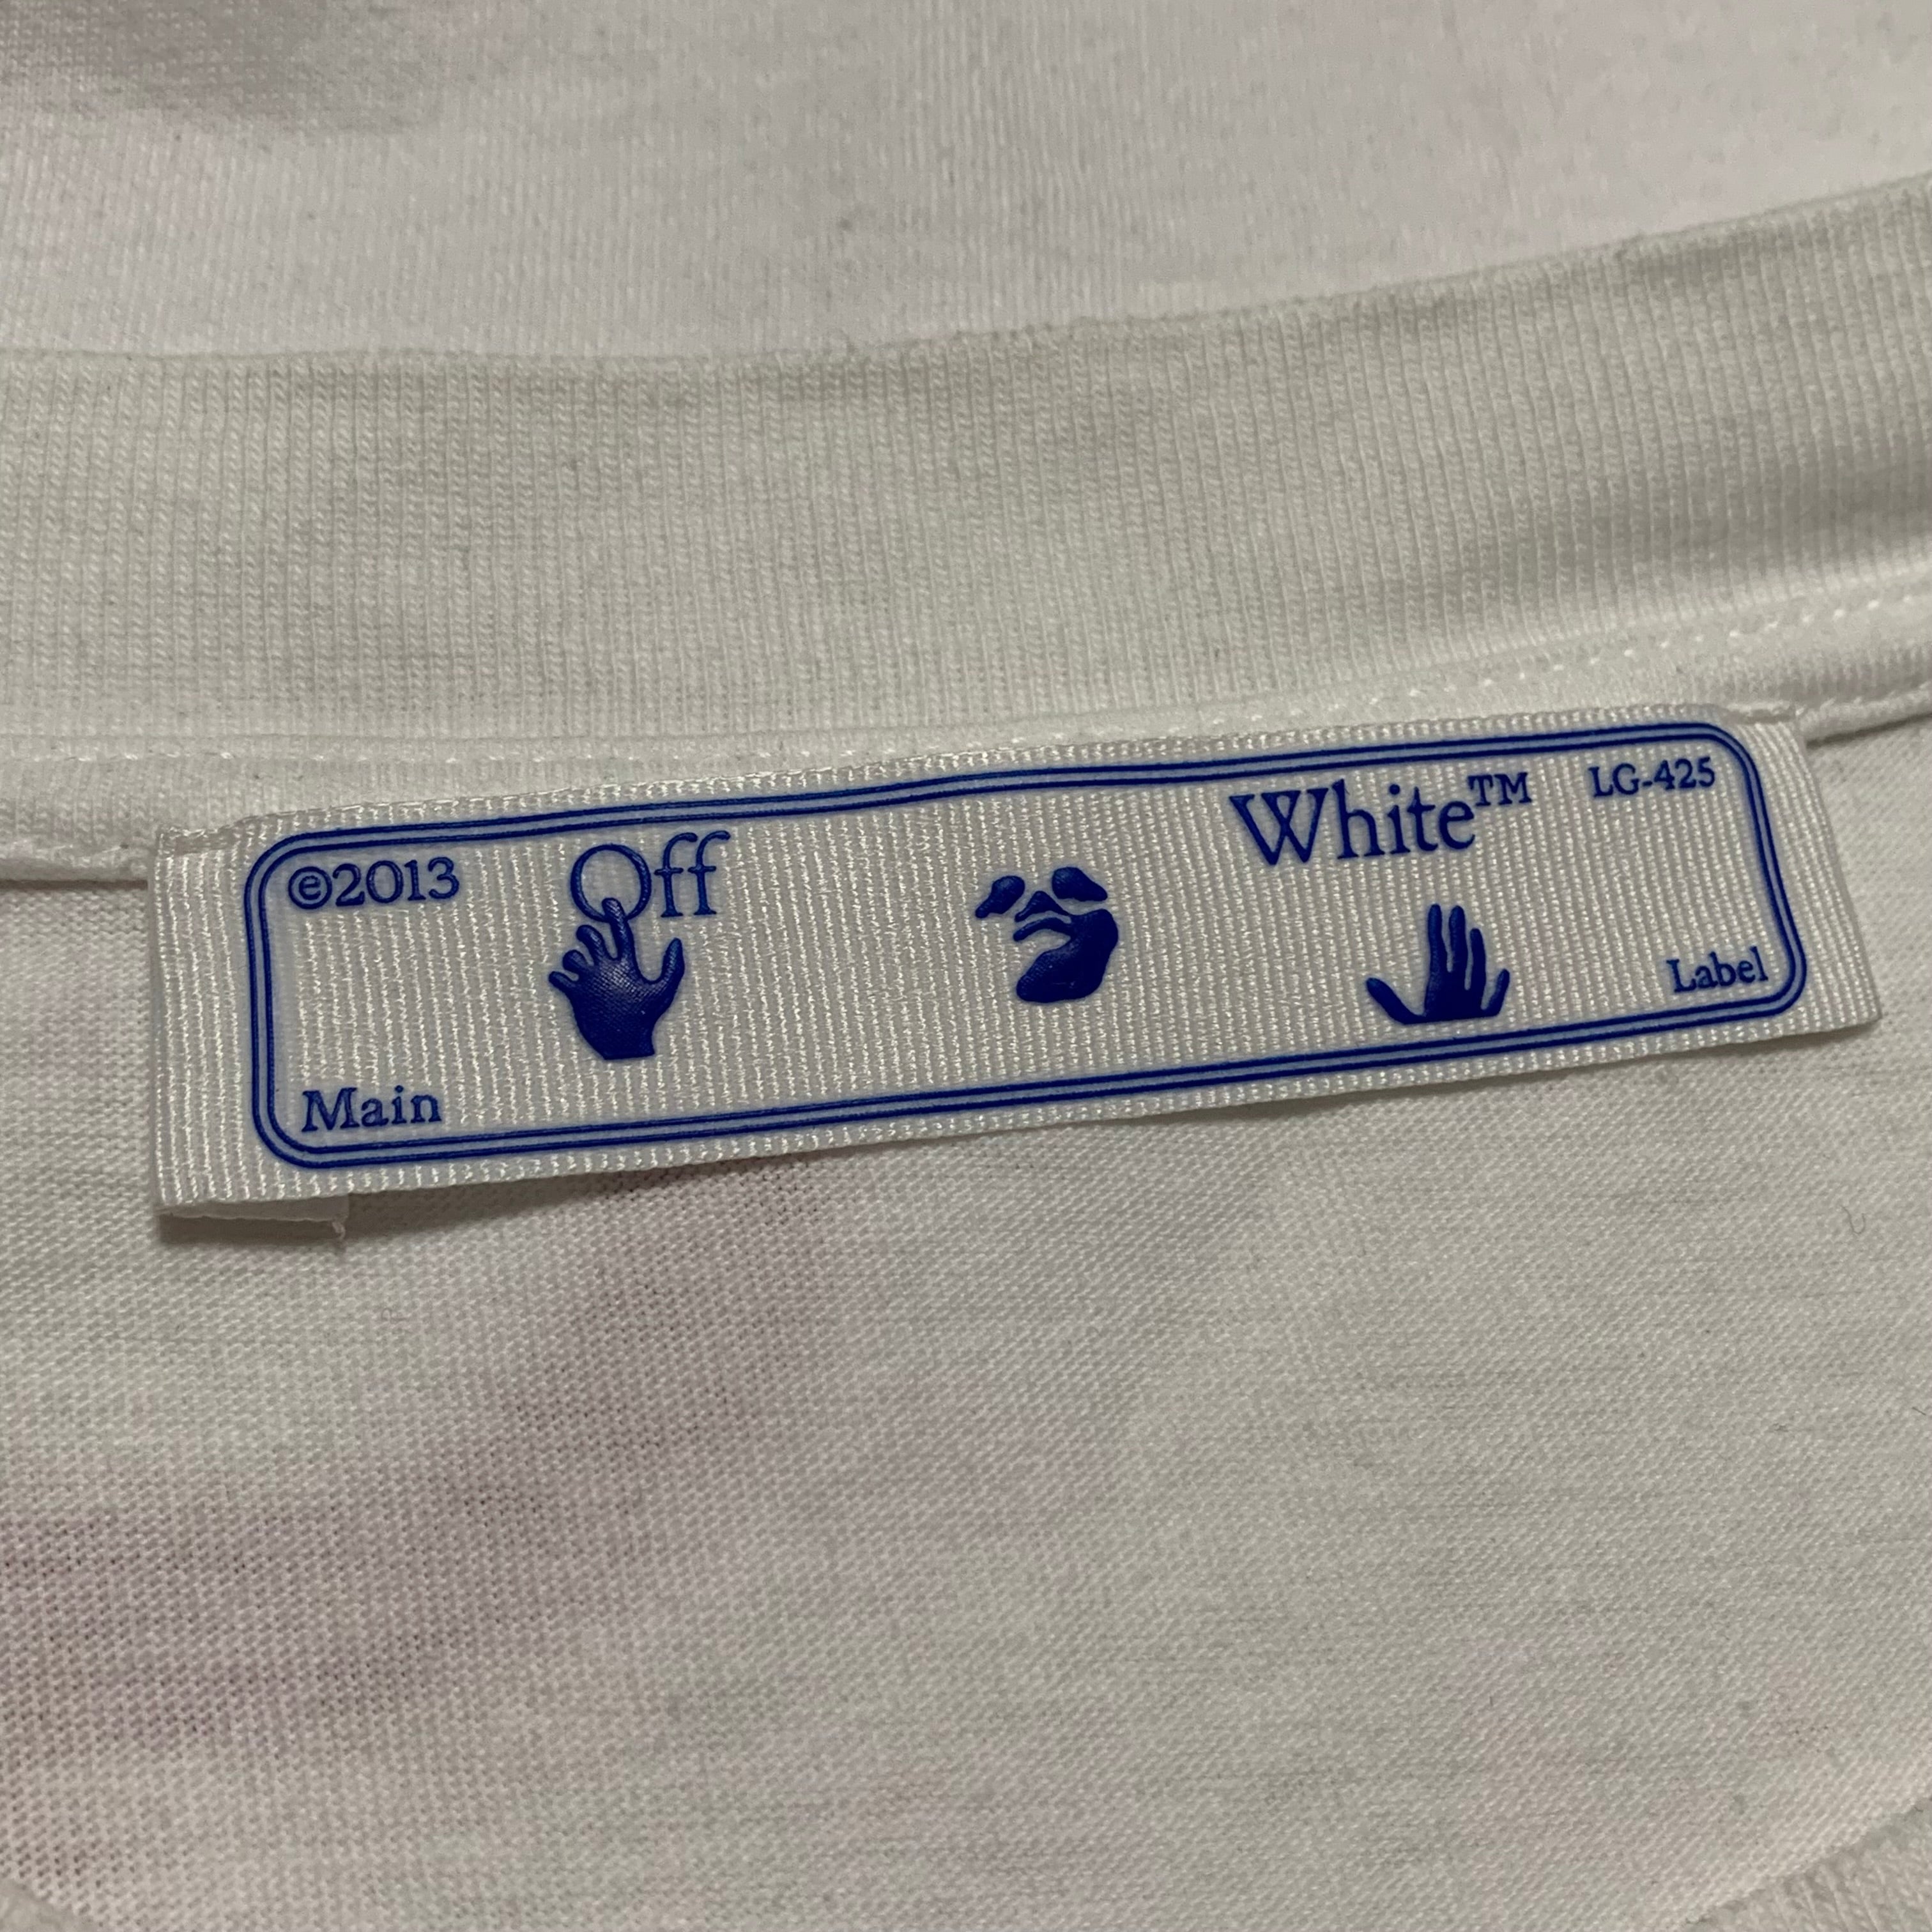 ©2013 Off White™ LG-425
Main Label